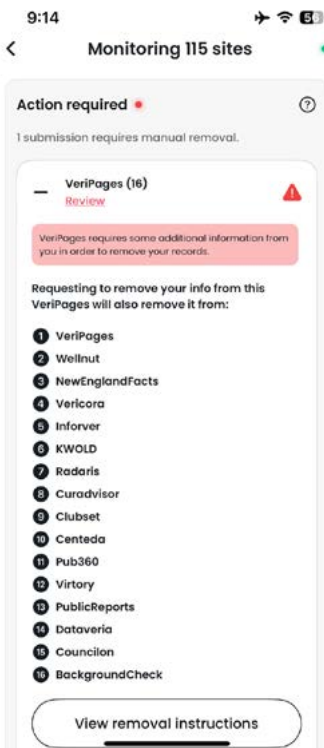 9:14
Monitoring 115 sites
Action required
?
1 submission requires manual removal.
VeriPages (16)
Review
VeriPages requires some additional information from
you in order to remove your records.
Requesting to remove your info from this
VeriPages will also remove it from:
1 VeriPages
2 Wellnut
3 NewEnglandFacts
4 Vericora
5 Inforver
6 KWOLD
7 Radaris
8 Curadvisor
9 Clubset
10 Centeda
11 Pub360
12 Virtory
13 PublicReports
14 Dataveria
15 Councilon
16 BackgroundCheck
View removal instructions